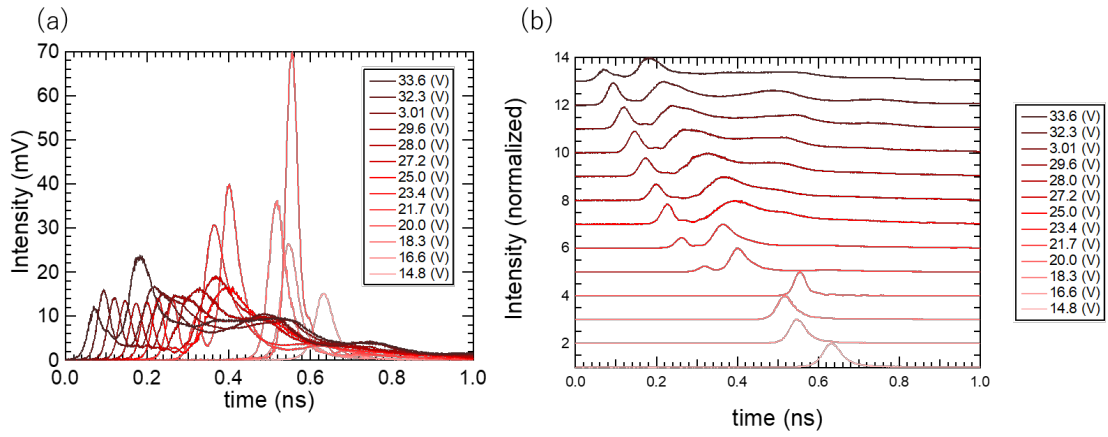 (a)
Intensity (mV)
70
60
50
40
30
20
10
0
0.0 0.2 0.4 0.6 0.8 1.0
time (ns)
33.6 (V)
32.3 (V)
3.01 (V)
29.6 (V)
28.0 (V)
27.2 (V)
25.0 (V)
23.4 (V)
21.7 (V)
20.0 (V)
18.3 (V)
16.6 (V)
14.8 (V)
(b)
Intensity (normalized)
14
12
10
8
6
4
2
0.0 0.2 0.4 0.6 0.8 1.0
time (ns)
33.6 (V)
32.3 (V)
3.01 (V)
29.6 (V)
28.0 (V)
27.2 (V)
25.0 (V)
23.4 (V)
21.7 (V)
20.0 (V)
18.3 (V)
16.6 (V)
14.8 (V)